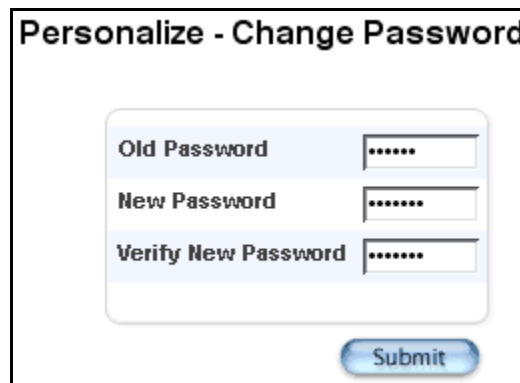 Personalize - Change Password
Old Password ••••••
New Password •••••••
Verify New Password •••••••
Submit